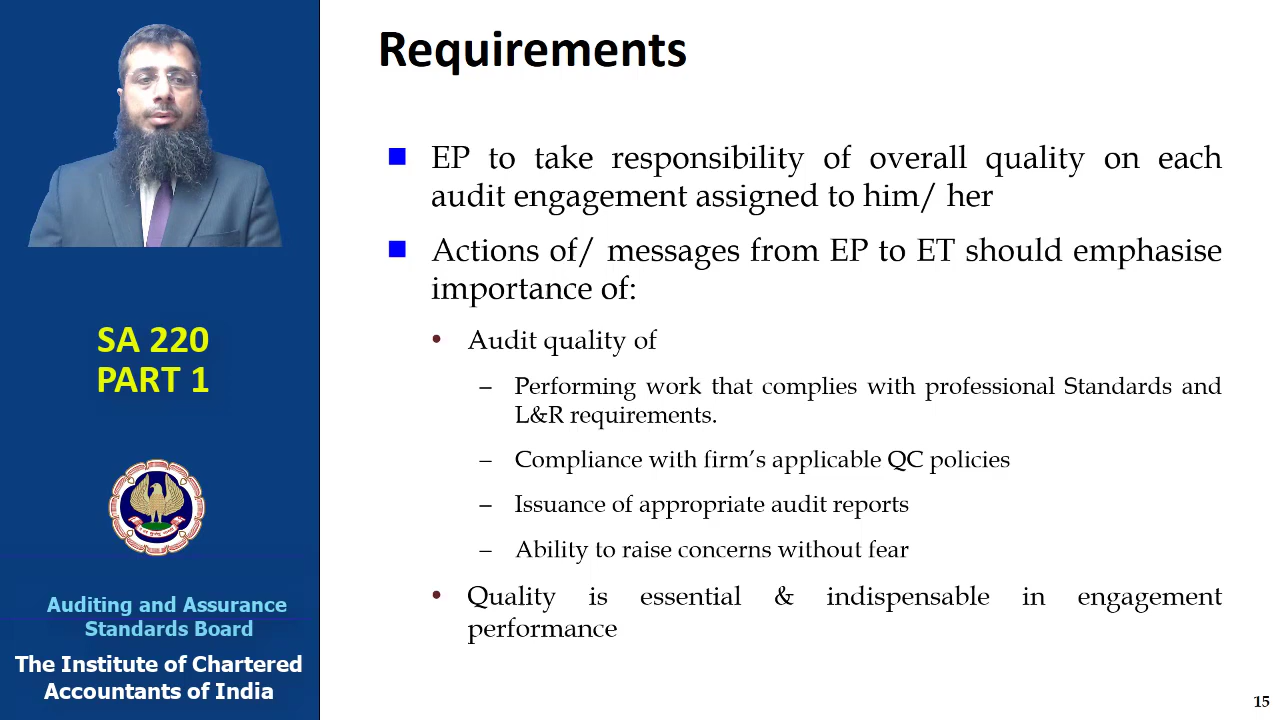 Requirements
EP to take responsibility of overall quality on each
audit engagement assigned to him/ her
Actions of/ messages from EP to ET should emphasise
importance of:
• Audit quality of
– Performing work that complies with professional Standards and
L&R requirements.
– Compliance with firm’s applicable QC policies
– Issuance of appropriate audit reports
– Ability to raise concerns without fear
• Quality is essential & indispensable in engagement
performance
SA 220
PART 1
Auditing and Assurance
Standards Board
The Institute of Chartered
Accountants of India
15